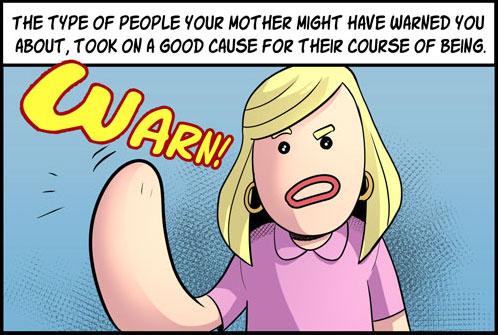 THE TYPE OF PEOPLE YOUR MOTHER MIGHT HAVE WARNED YOU
ABOUT, TOOK ON A GOOD CAUSE FOR THEIR COURSE OF BEING.
WARN!